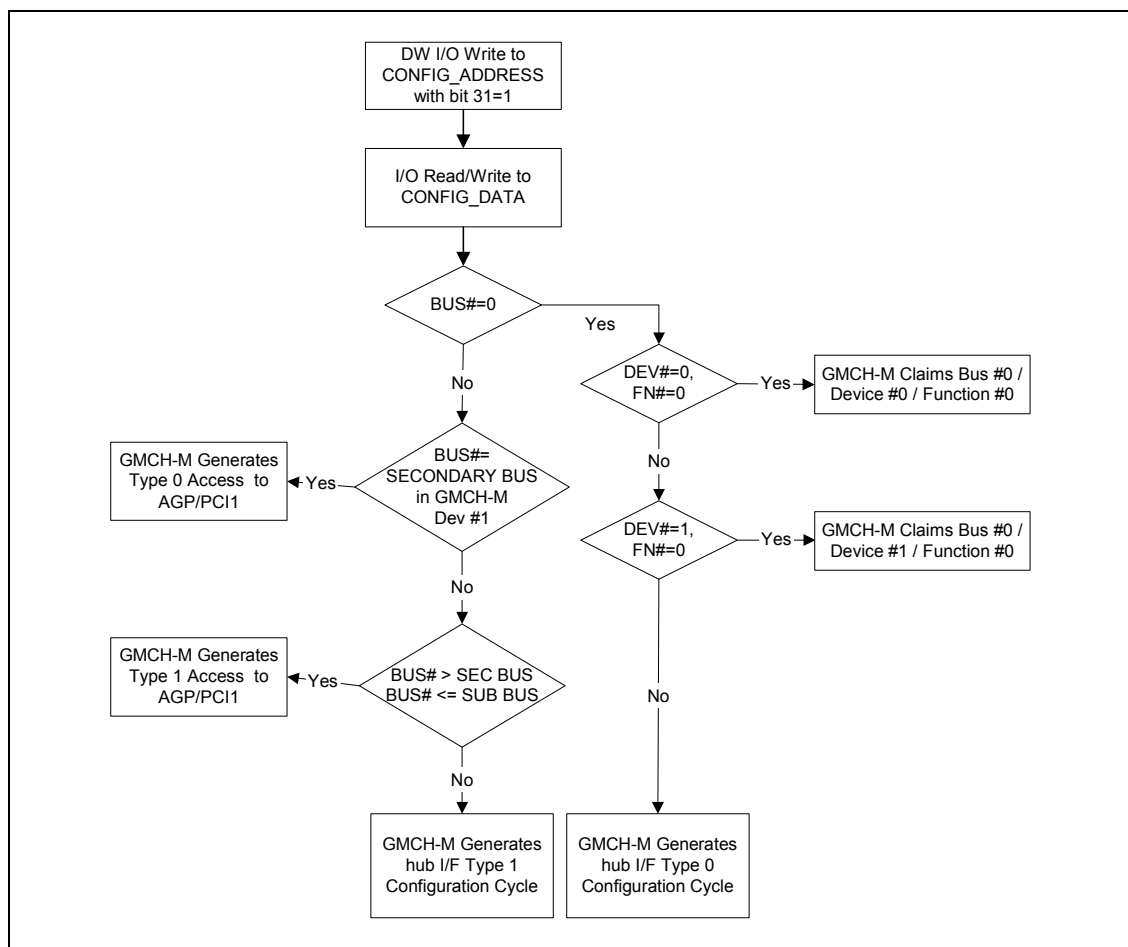 DW I/O Write to
CONFIG_ADDRESS
with bit 31=1
I/O Read/Write to
CONFIG_DATA
BUS#=0
Yes
No
DEV#=0,
FN#=0
Yes
GMCH-M Claims Bus #0 /
Device #0 / Function #0
No
BUS#=
SECONDARY BUS
in GMCH-M
Dev #1
Yes
GMCH-M Generates
Type 0 Access to
AGP/PCI1
No
DEV#=1,
FN#=0
Yes
GMCH-M Claims Bus #0 /
Device #1 / Function #0
No
BUS# > SEC BUS
BUS# <= SUB BUS
Yes
GMCH-M Generates
Type 1 Access to
AGP/PCI1
No
GMCH-M Generates
hub I/F Type 1
Configuration Cycle
No
GMCH-M Generates
hub I/F Type 0
Configuration Cycle